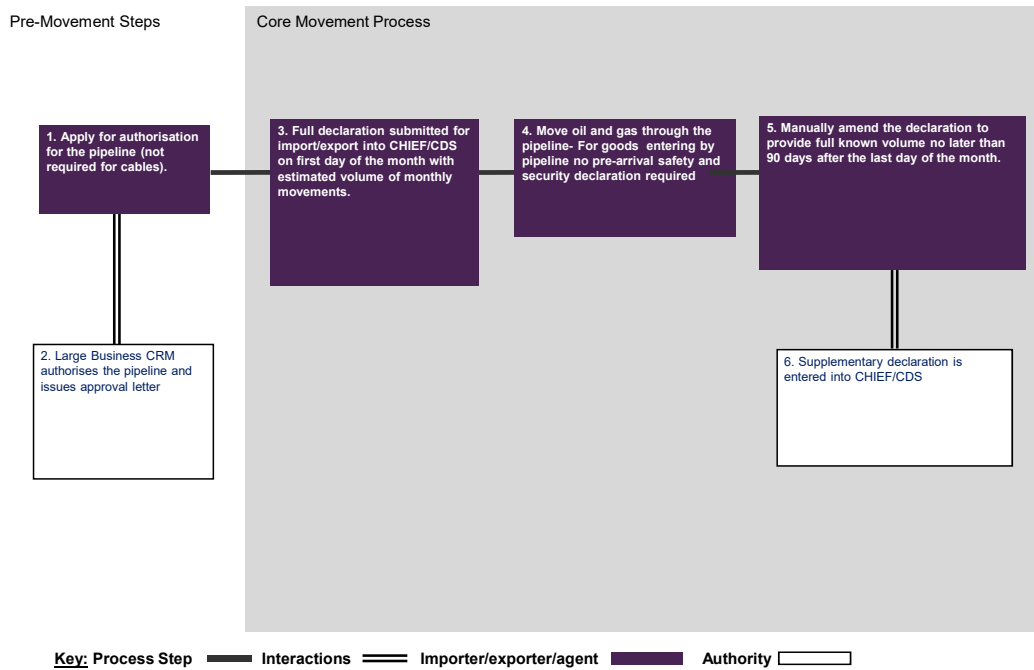 Pre-Movement Steps
Core Movement Process
1. Apply for authorisation
for the pipeline (not
required for cables).
3. Full declaration submitted for
import/export into CHIEF/CDS
on first day of the month with
estimated volume of monthly
movements.
4. Move oil and gas through the
pipeline- For goods entering by
pipeline no pre-arrival safety and
security declaration required
5. Manually amend the declaration to
provide full known volume no later than
90 days after the last day of the month.
2. Large Business CRM
authorises the pipeline and
issues approval letter
6. Supplementary declaration is
entered into CHIEF/CDS
Key: Process Step Interactions Importer/exporter/agent Authority